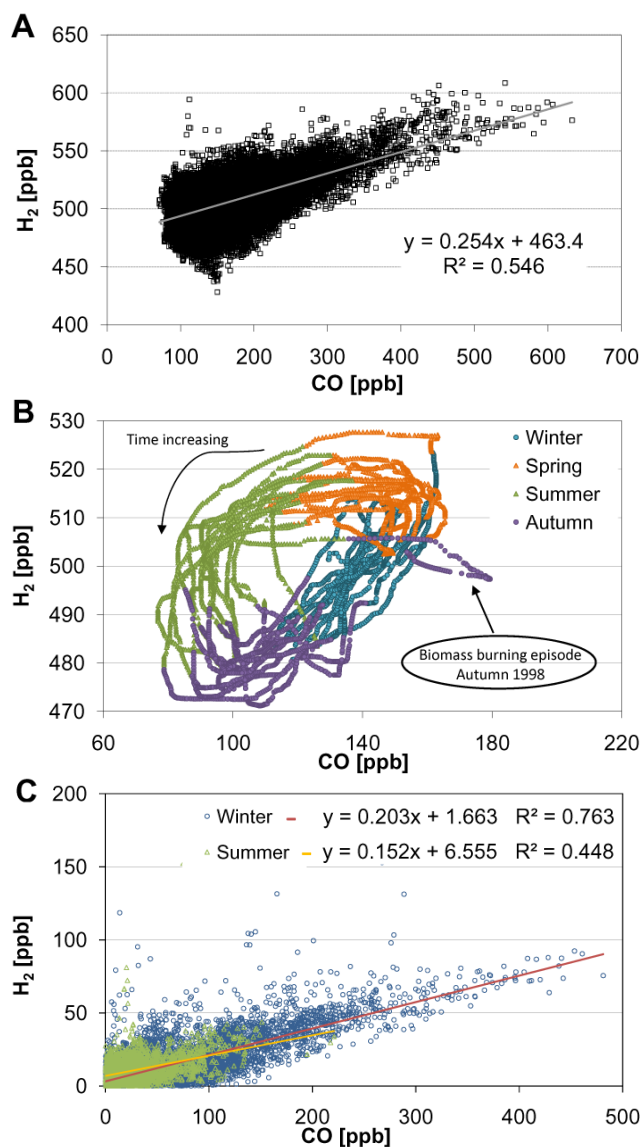 A
650
600
550
500
450
400
H2 [ppb]
y = 0.254x + 463.4
R² = 0.546
0 100 200 300 400 500 600 700
CO [ppb]
B
530
520
510
500
490
480
470
H2 [ppb]
Time increasing
Winter
Spring
Summer
Autumn
Biomass burning episode
Autumn 1998
60 100 140 180 220
CO [ppb]
C
200
150
100
50
0
H2 [ppb]
Winter y = 0.203x + 1.663 R² = 0.763
Summer y = 0.152x + 6.555 R² = 0.448
0 100 200 300 400 500
CO [ppb]